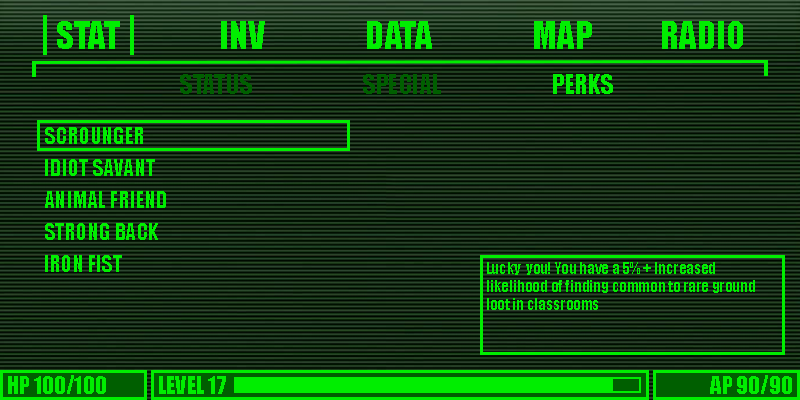 STAT INV DATA MAP RADIO
STATUS SPECIAL PERKS
SCROUNGER
IDIOT SAVANT
ANIMAL FRIEND
STRONG BACK
IRON FIST
Lucky you! You have a 5% + Increased
likelihood of finding common to rare ground
loot in classrooms
HP 100/100 LEVEL 17 AP 90/90